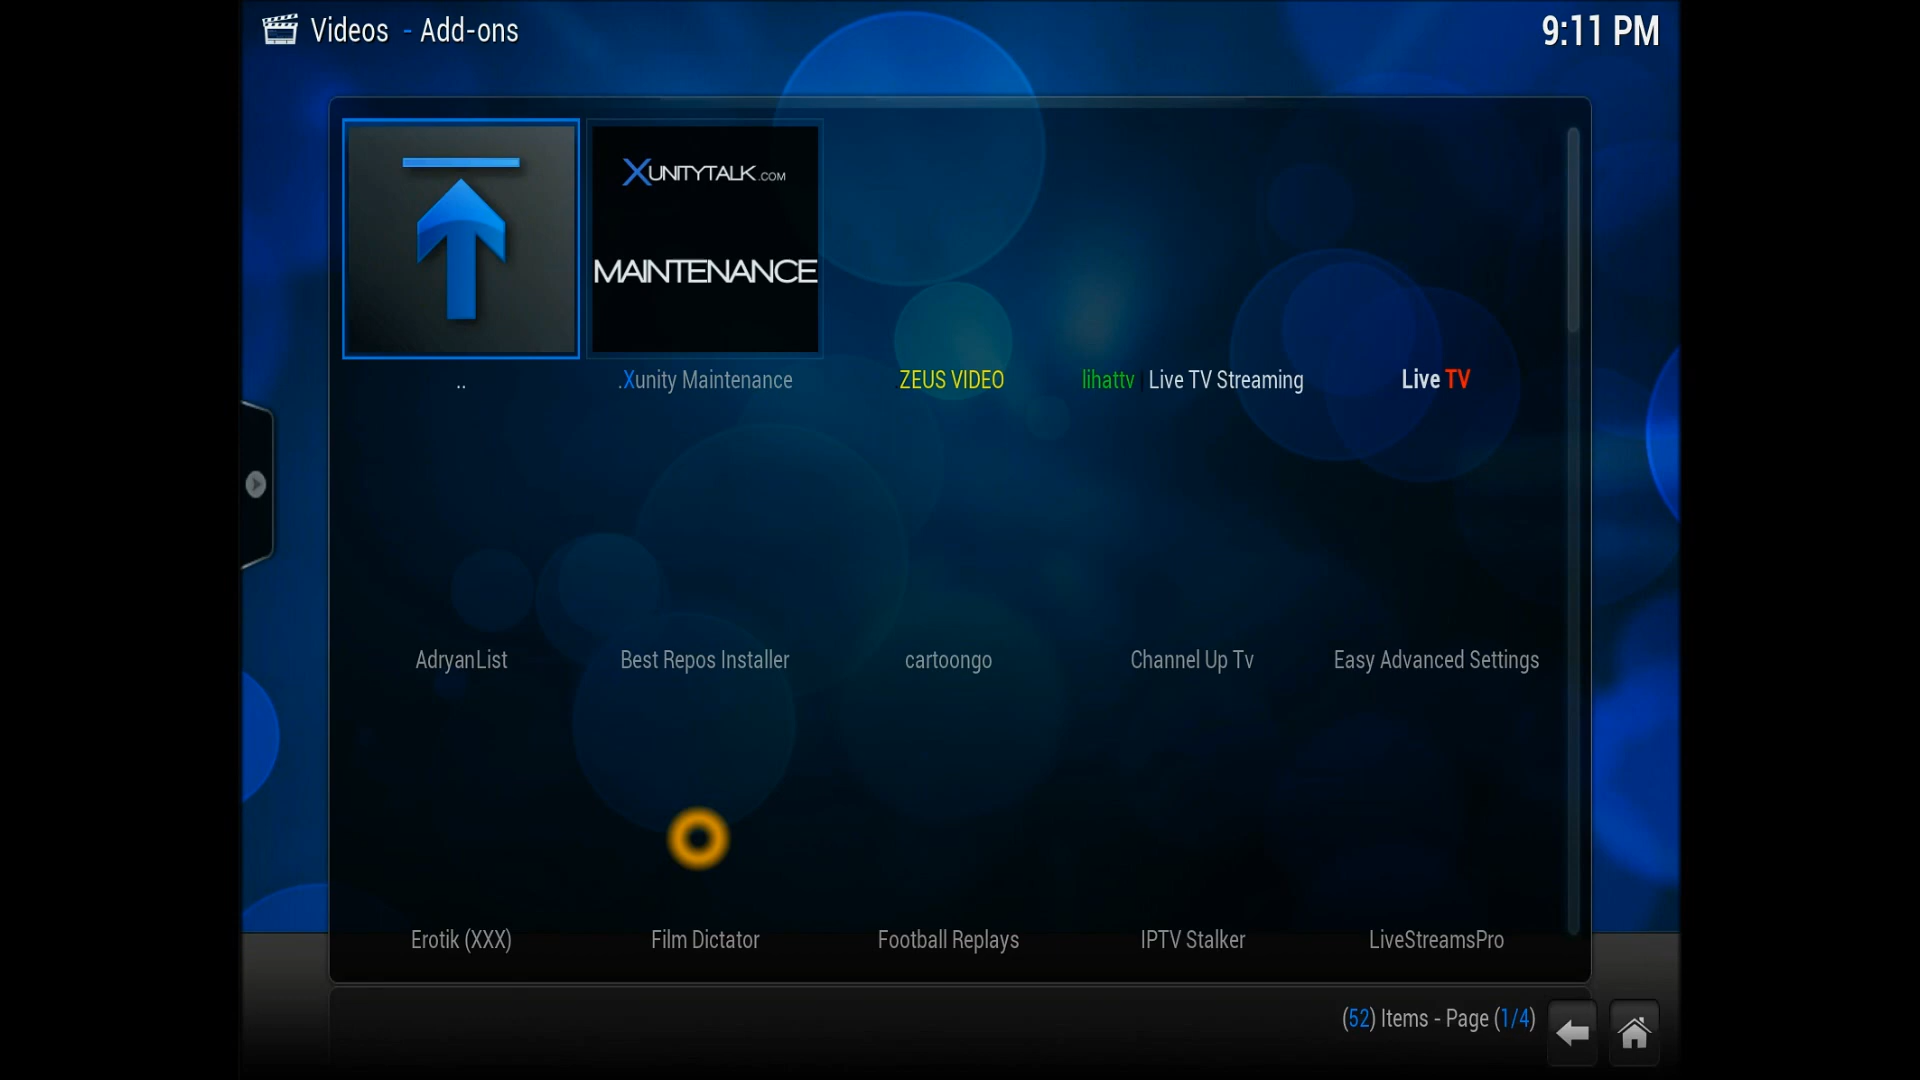 Videos - Add-ons
9:11 PM
XUNITYTALK.COM
MAINTENANCE
..
.Xunity Maintenance
ZEUS VIDEO
lihattv Live TV Streaming
Live TV
AdryanList
Best Repos Installer
cartoongo
Channel Up Tv
Easy Advanced Settings
Erotik (XXX)
Film Dictator
Football Replays
IPTV Stalker
LiveStreamsPro
(52) Items - Page (1/4)